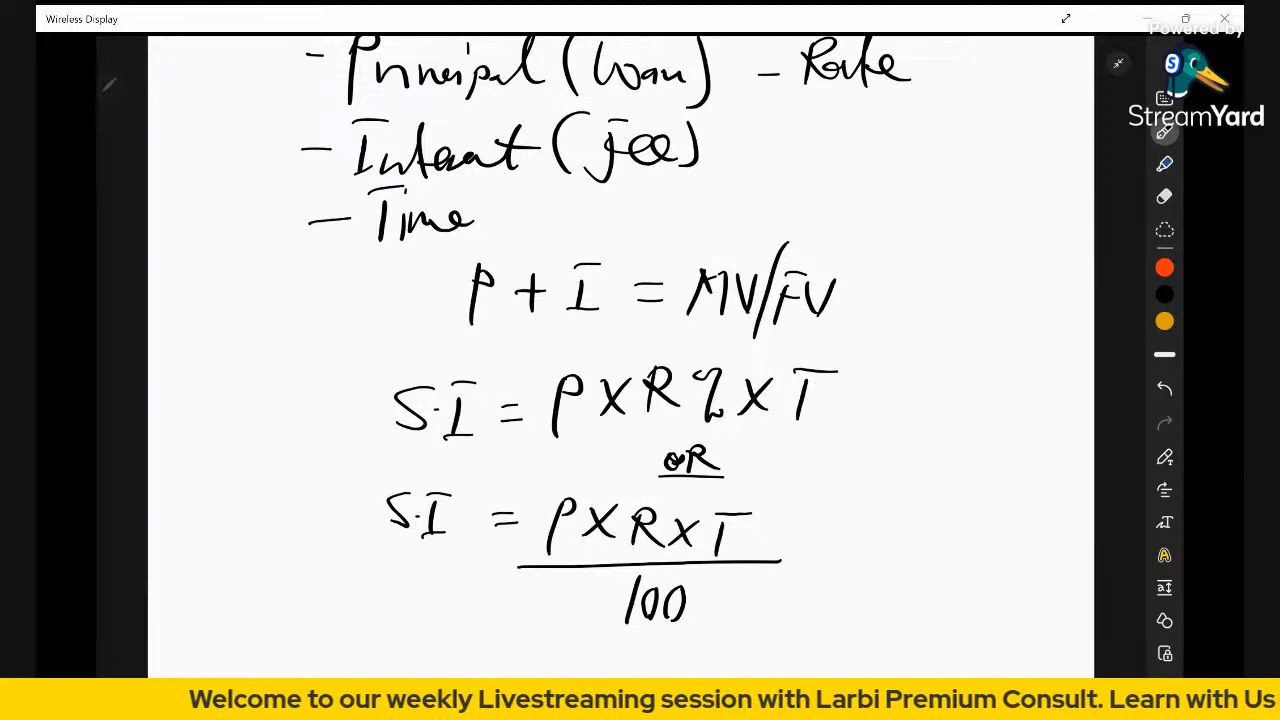 Wireless Display
Powered by
StreamYard
- Principal (loan) - Rate
- Interest (fee)
- Time
P + I = MV/FV
S.I = P X R % X T
OR
S.I = P X R X T
100
Welcome to our weekly Livestreaming session with Larbi Premium Consult. Learn with Us